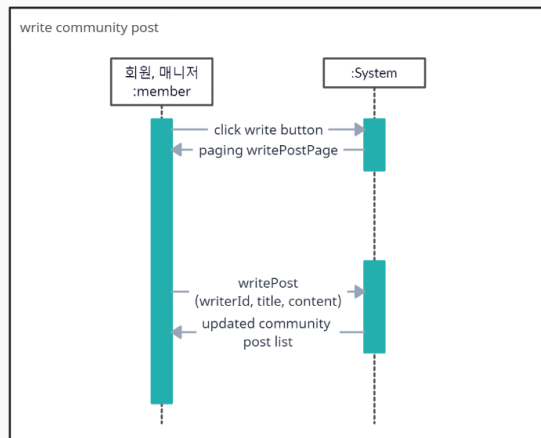 write community post
회원, 매니저
:member
:System
click write button
paging writePostPage
writePost
(writerId, title, content)
updated community
post list